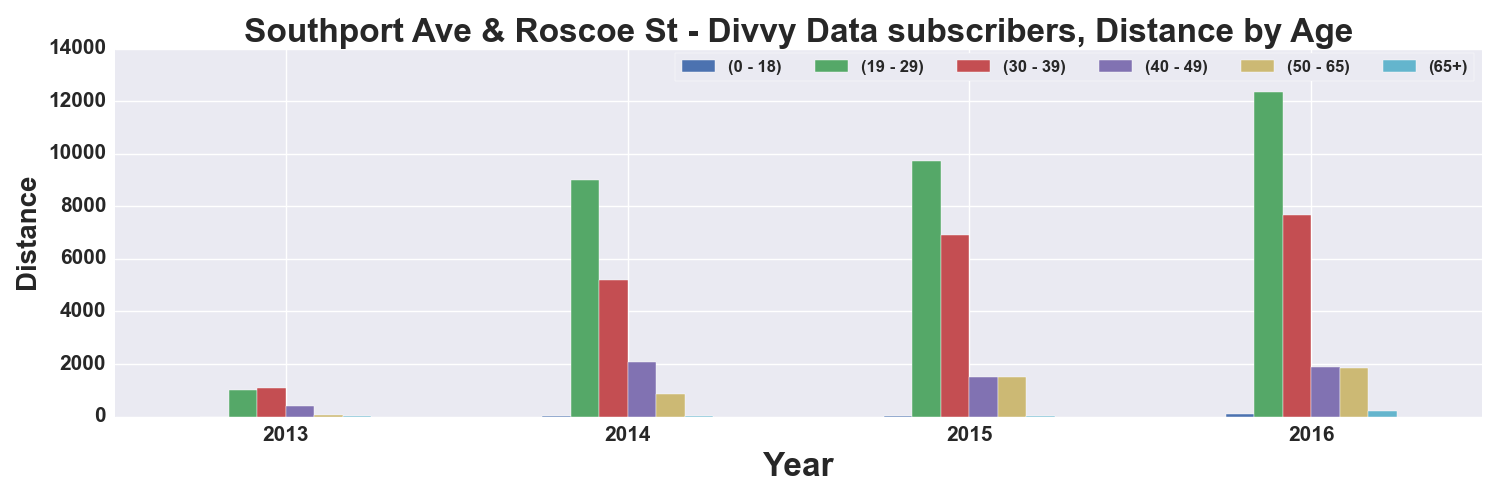 Southport Ave & Roscoe St - Divvy Data subscribers, Distance by Age
14000
(0 - 18) (19 - 29) (30 - 39) (40 - 49) (50 - 65) (65+)
12000
10000
8000
6000
4000
2000
0
Distance
2013 2014 2015 2016
Year